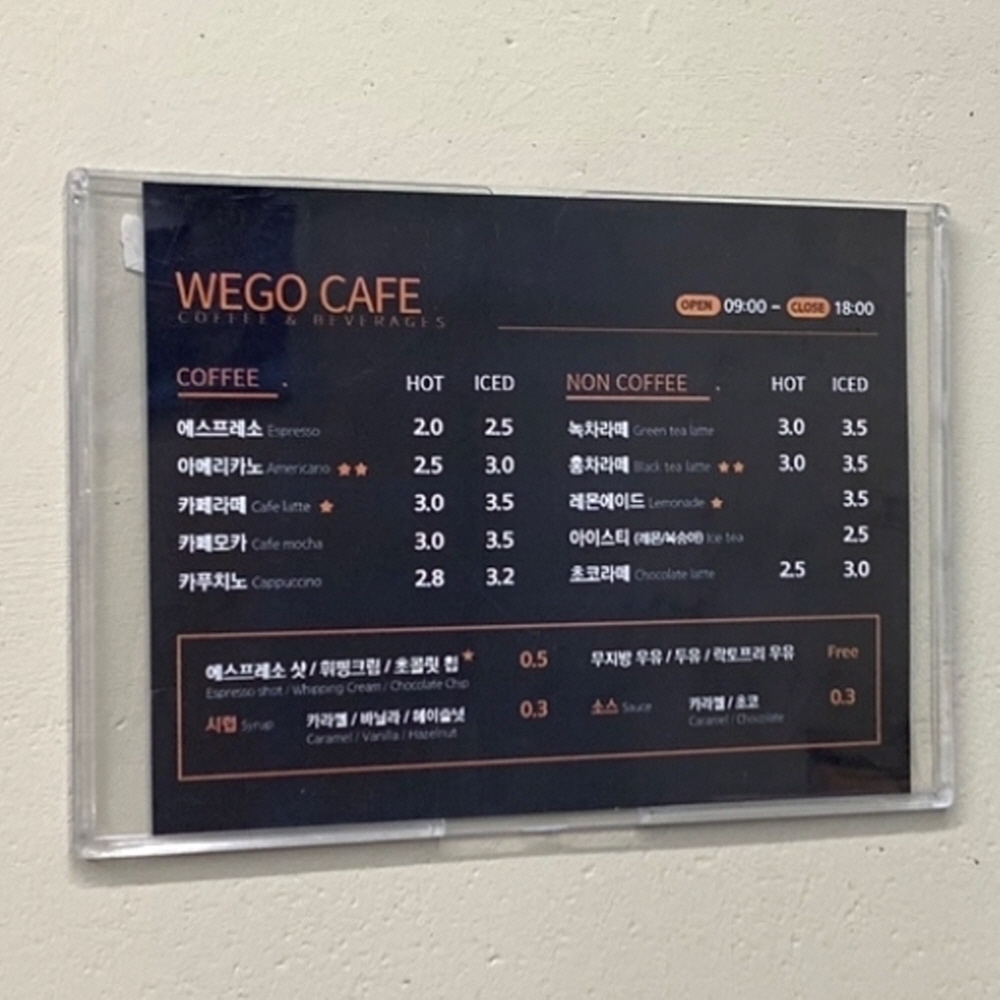 WEGO CAFE
COFFEE & BEVERAGES
OPEN 09:00 – CLOSE 18:00
COFFEE HOT ICED
에스프레소 Espresso 2.0 2.5
아메리카노 Americano ★★ 2.5 3.0
카페라떼 Cafe latte ★ 3.0 3.5
카페모카 Cafe mocha 3.0 3.5
카푸치노 Cappuccino 2.8 3.2
NON COFFEE HOT ICED
녹차라떼 Green tea latte 3.0 3.5
홍차라떼 Black tea latte ★★ 3.0 3.5
레몬에이드 Lemonade ★ 3.5
아이스티 (레몬/복숭아) Ice tea 2.5
초코라떼 Chocolate latte 2.5 3.0
에스프레소 샷 / 휘핑크림 / 초콜릿 칩★ 0.5
Espresso shot / Whipping Cream / Chocolate Chip
시럽 Syrup 카라멜 / 바닐라 / 헤이즐넛 0.3
Caramel / Vanilla / Hazelnut
무지방 우유 / 두유 / 락토프리 우유 Free
소스 Sauce 카라멜 / 초코 0.3
Caramel / Chocolate